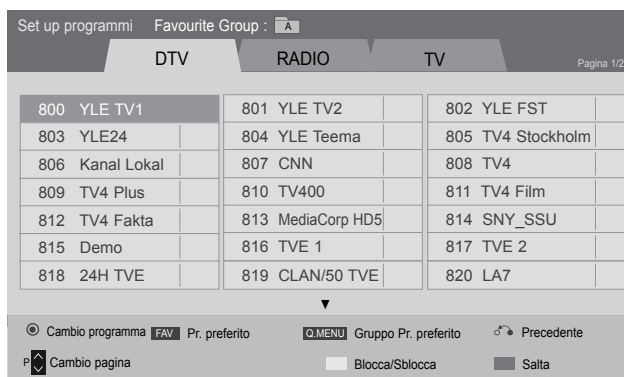 Set up programmi Favourite Group : A
DTV RADIO TV Pagina 1/2
800 YLE TV1 801 YLE TV2 802 YLE FST
803 YLE24 804 YLE Teema 805 TV4 Stockholm
806 Kanal Lokal 807 CNN 808 TV4
809 TV4 Plus 810 TV400 811 TV4 Film
812 TV4 Fakta 813 MediaCorp HD5 814 SNY_SSU
815 Demo 816 TVE 1 817 TVE 2
818 24H TVE 819 CLAN/50 TVE 820 LA7
Cambio programma FAV Pr. preferito Q.MENU Gruppo Pr. preferito Precedente
P Cambio pagina Blocca/Sblocca Salta